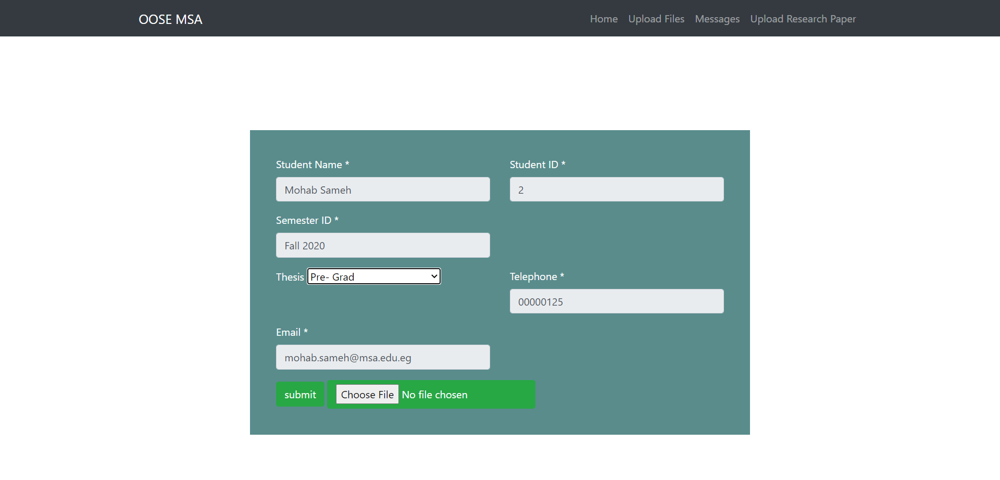 OOSE MSA
Home Upload Files Messages Upload Research Paper
Student Name * Student ID *
Mohab Sameh 2
Semester ID *
Fall 2020
Thesis Pre- Grad Telephone *
00000125
Email *
mohab.sameh@msa.edu.eg
submit Choose File No file chosen